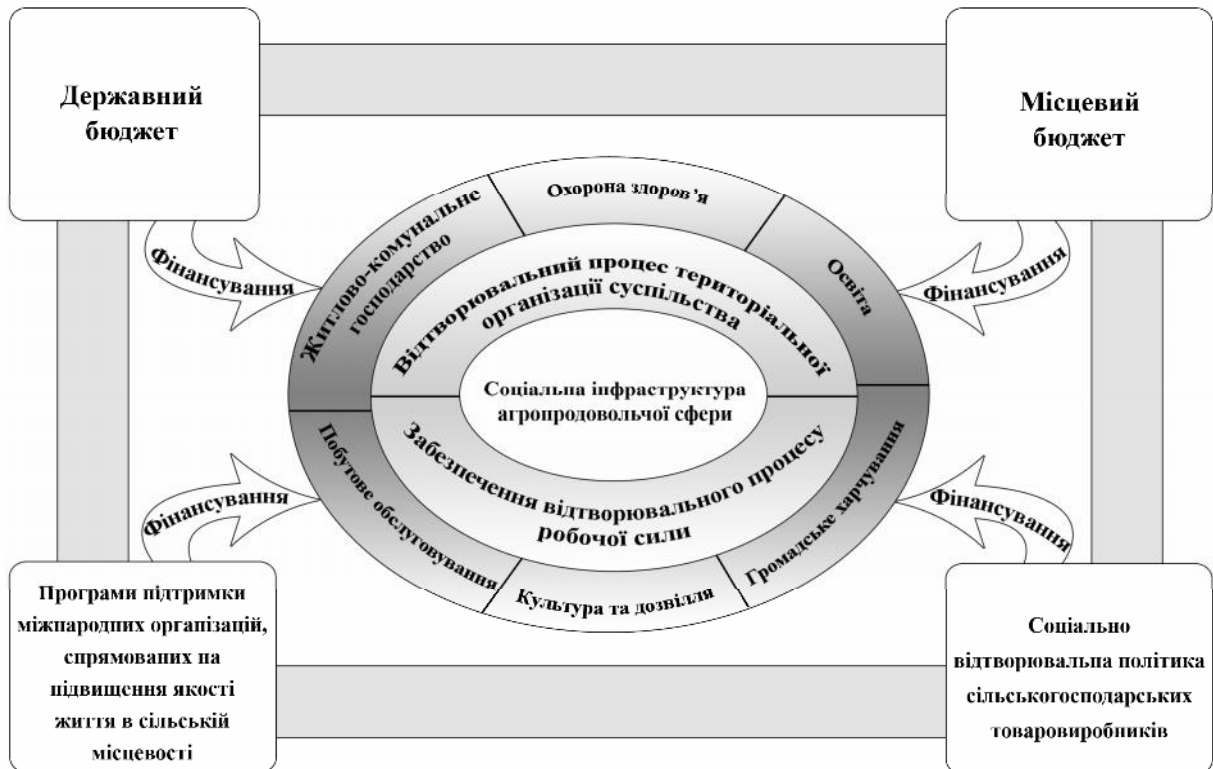 Державний
бюджет
Місцевий
бюджет
Фінансування
Фінансування
Житлово-комунальне
господарство
Охорона здоров’я
Освіта
Відтворювальний процес територіальної
організації суспільства
Соціальна інфраструктура
агропродовольчої сфери
Забезпечення відтворювального процесу
робочої сили
Побутове обслуговування
Культура та дозвілля
Громадське харчування
Фінансування
Фінансування
Програми підтримки
міжнародних організацій,
спрямованих на
підвищення якості
життя в сільській
місцевості
Соціально
відтворювальна політика
сільськогосподарських
товаровиробників